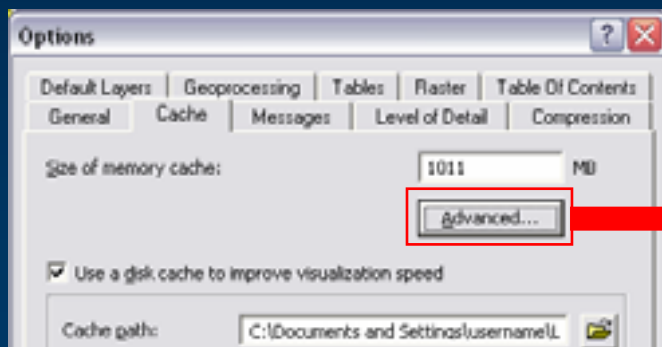 Options
Default Layers Geoprocessing Tables Raster Table Of Contents
General Cache Messages Level of Detail Compression
Size of memory cache: 1011 MB
Advanced...
Use a disk cache to improve visualization speed
Cache path: C:\Documents and Settings\username\L